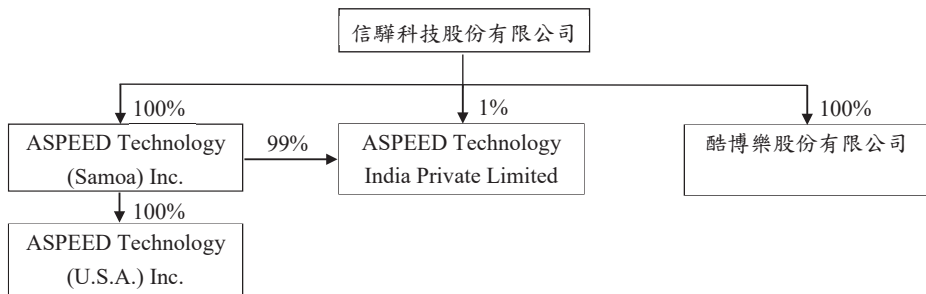 信驊科技股份有限公司
100%
1%
100%
ASPEED Technology
(Samoa) Inc.
99%
ASPEED Technology
India Private Limited
酷博樂股份有限公司
100%
ASPEED Technology
(U.S.A.) Inc.